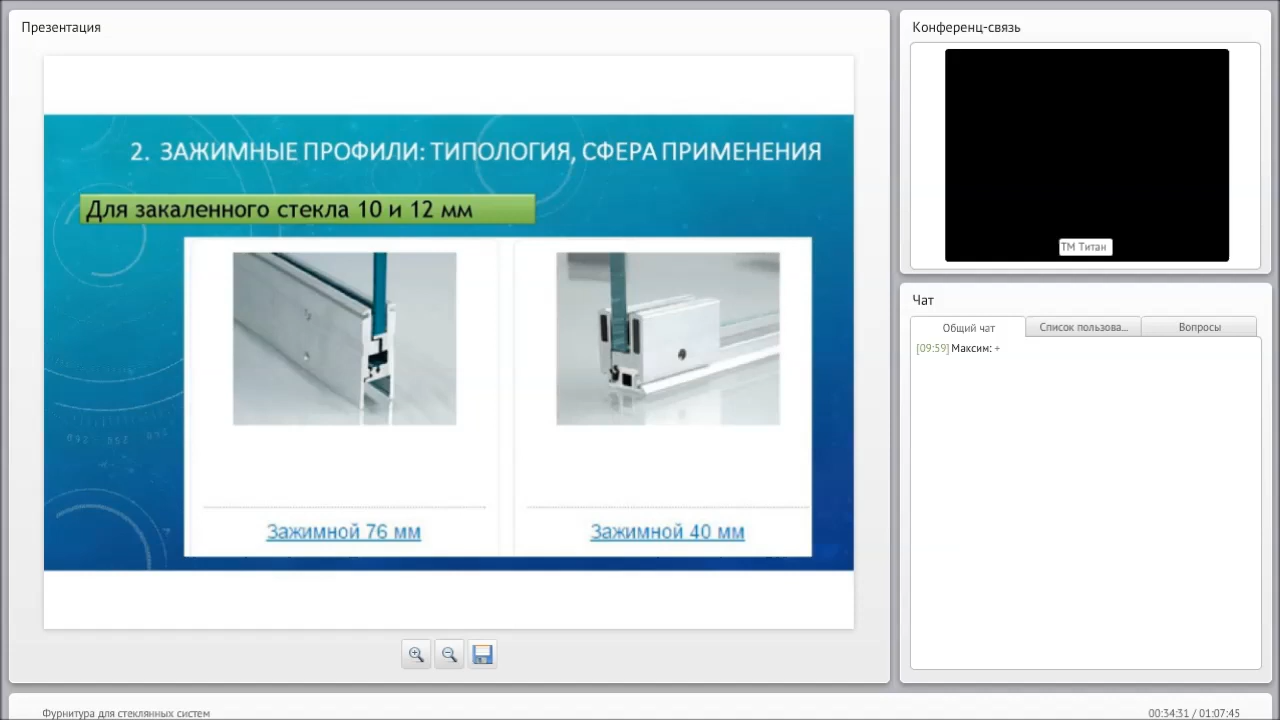 Презентация
2. ЗАЖИМНЫЕ ПРОФИЛИ: ТИПОЛОГИЯ, СФЕРА ПРИМЕНЕНИЯ
Для закаленного стекла 10 и 12 мм
Зажимной 76 мм
Зажимной 40 мм
Конференц-связь
ТМ Титан
Чат
Общий чат
Список пользова...
Вопросы
[09:59] Максим: +
Фурнитура для стеклянных систем
00:34:31 / 01:07:45